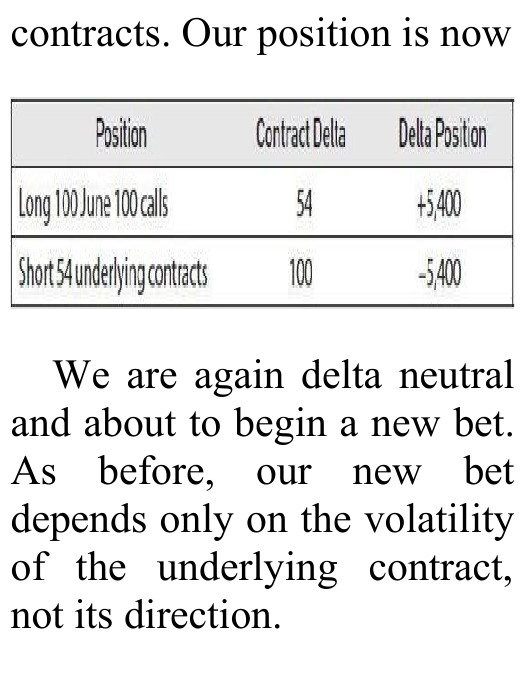 contracts. Our position is now
Position Contract Delta Delta Position
Long 100 June 100 calls 54 +5,400
Short 54 underlying contracts 100 –5,400
We are again delta neutral
and about to begin a new bet.
As before, our new bet
depends only on the volatility
of the underlying contract,
not its direction.